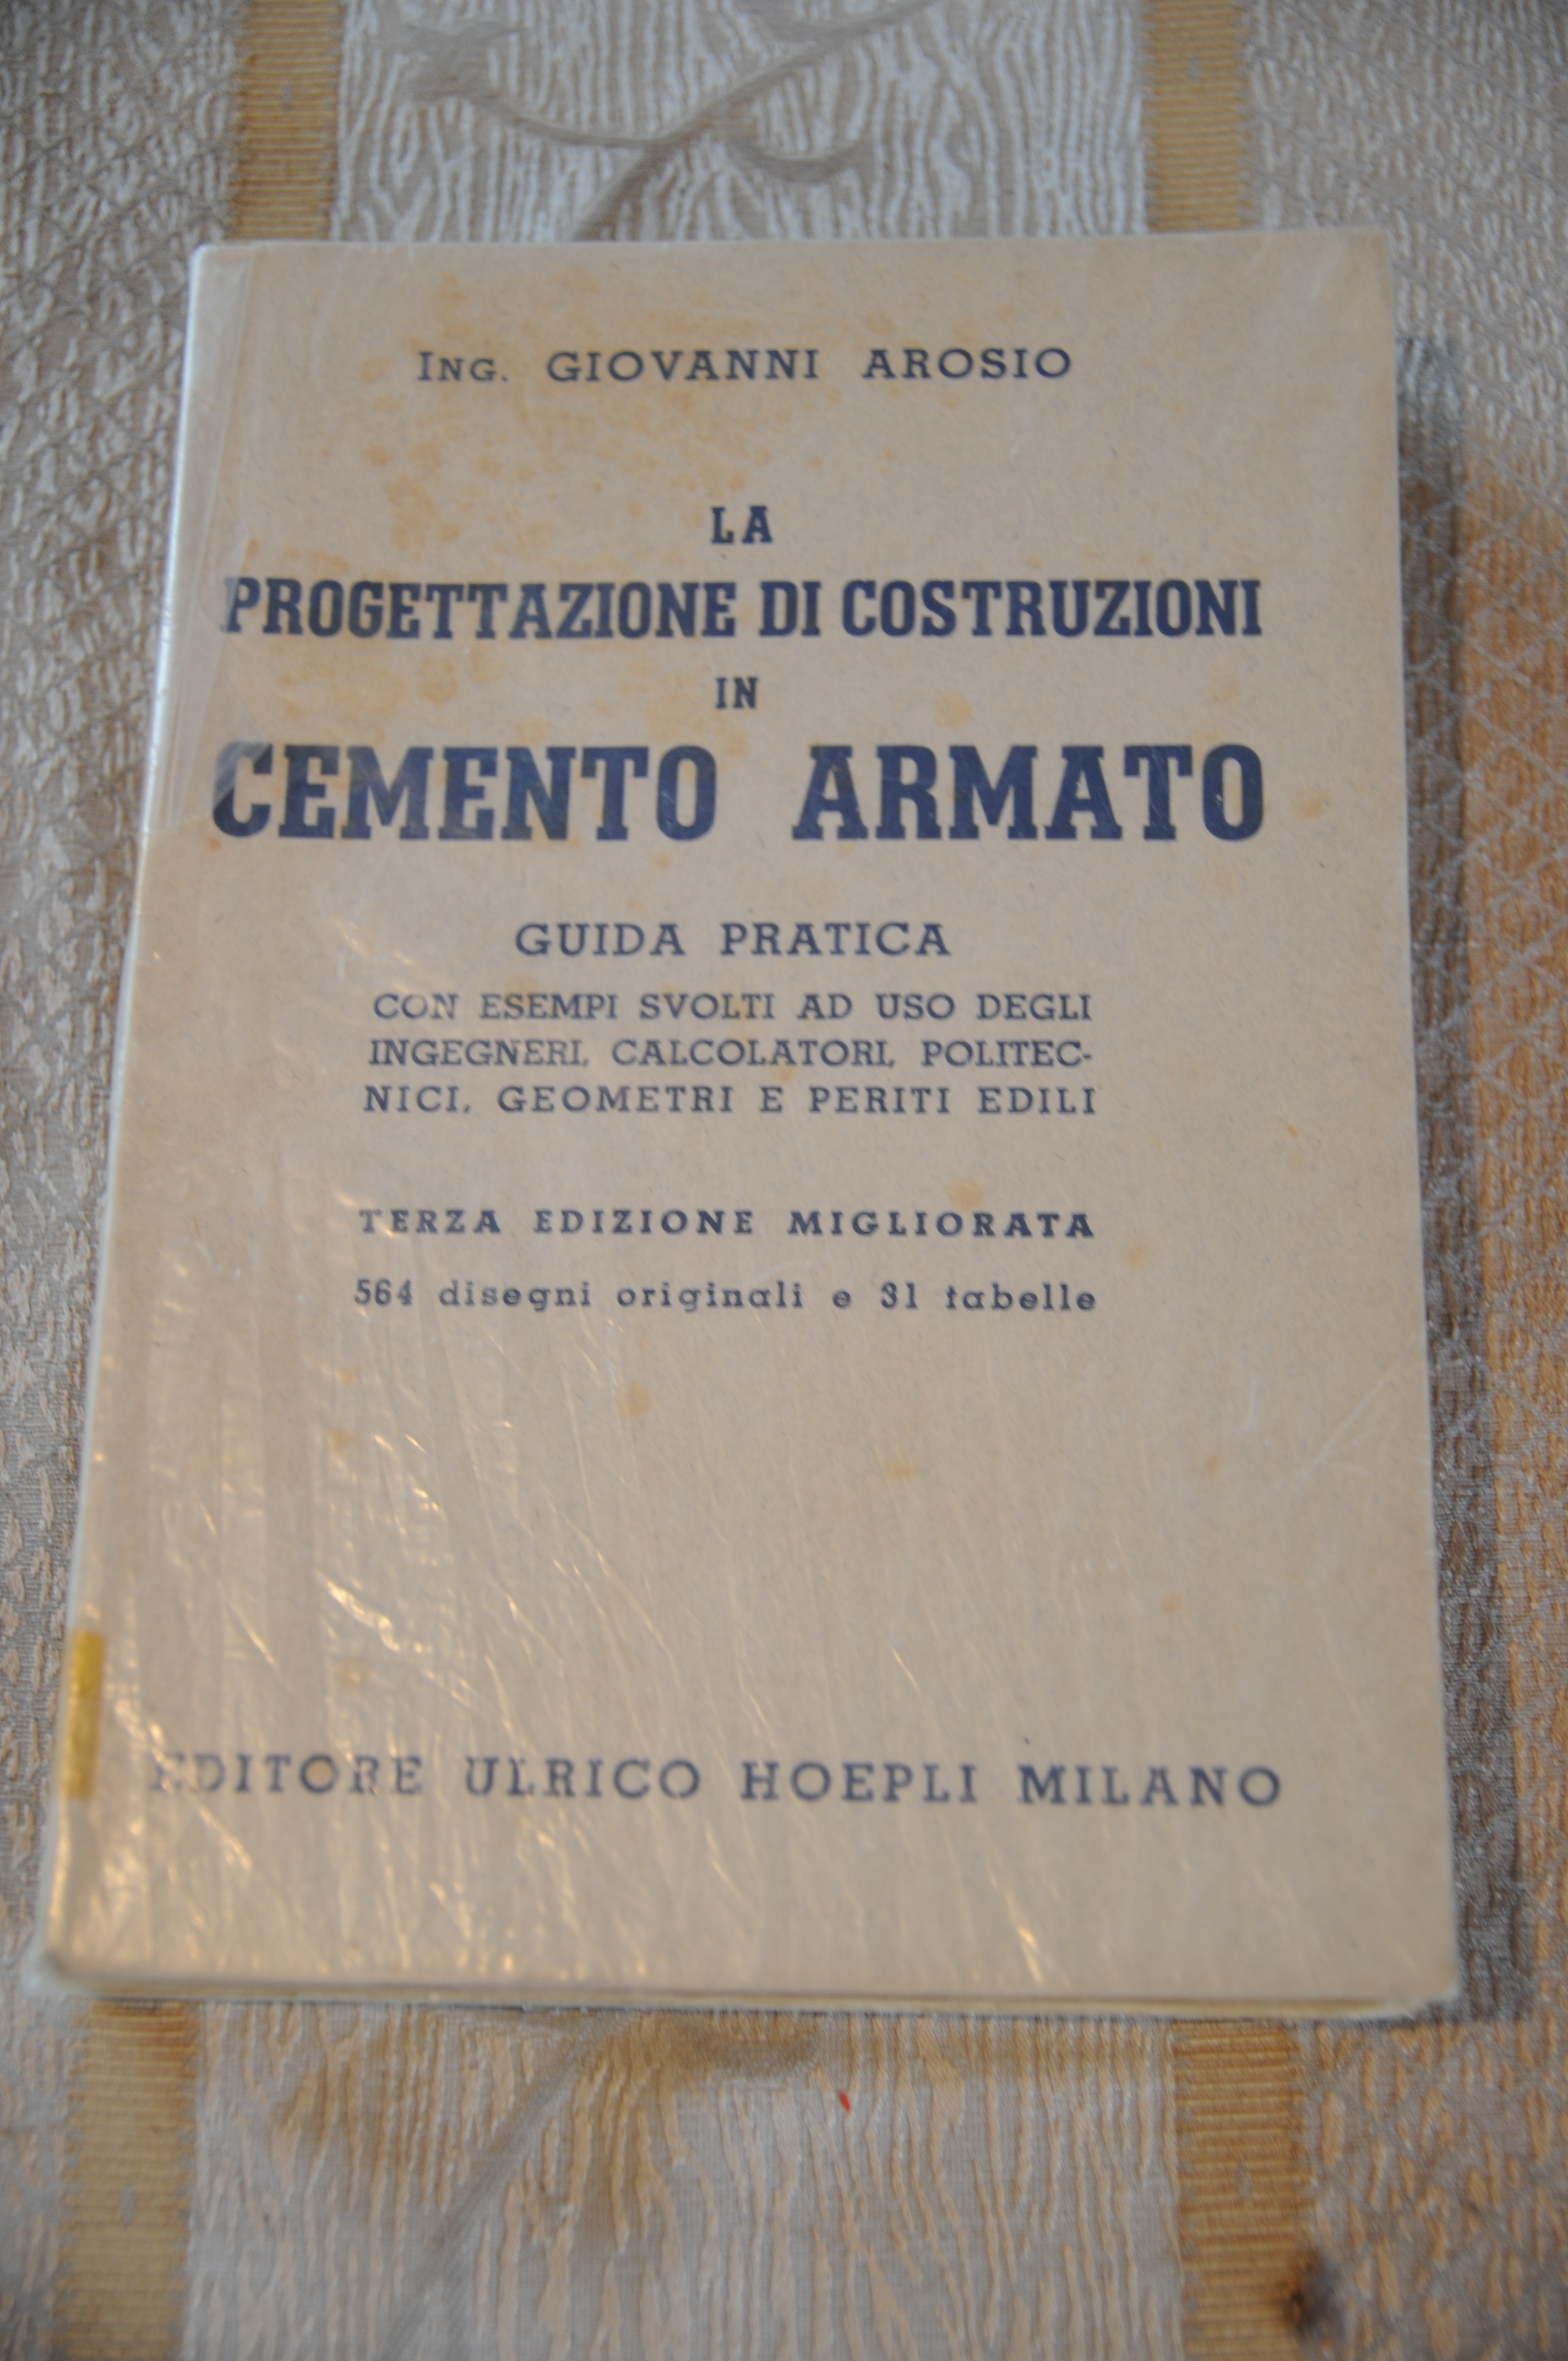 ING. GIOVANNI AROSIO
LA
PROGETTAZIONE DI COSTRUZIONI
IN
CEMENTO ARMATO
GUIDA PRATICA
CON ESEMPI SVOLTI AD USO DEGLI
INGEGNERI, CALCOLATORI, POLITEC-
NICI, GEOMETRI E PERITI EDILI
TERZA EDIZIONE MIGLIORATA
564 disegni originali e 31 tabelle
EDITORE ULRICO HOEPLI MILANO